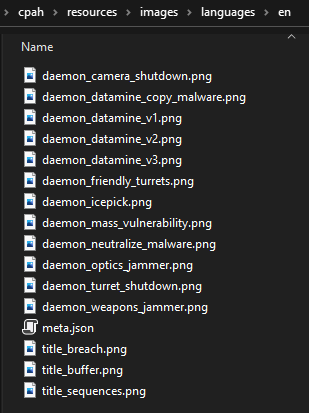 cpah > resources > images > languages > en
Name
daemon_camera_shutdown.png
daemon_datamine_copy_malware.png
daemon_datamine_v1.png
daemon_datamine_v2.png
daemon_datamine_v3.png
daemon_friendly_turrets.png
daemon_icepick.png
daemon_mass_vulnerability.png
daemon_neutralize_malware.png
daemon_optics_jammer.png
daemon_turret_shutdown.png
daemon_weapons_jammer.png
meta.json
title_breach.png
title_buffer.png
title_sequences.png